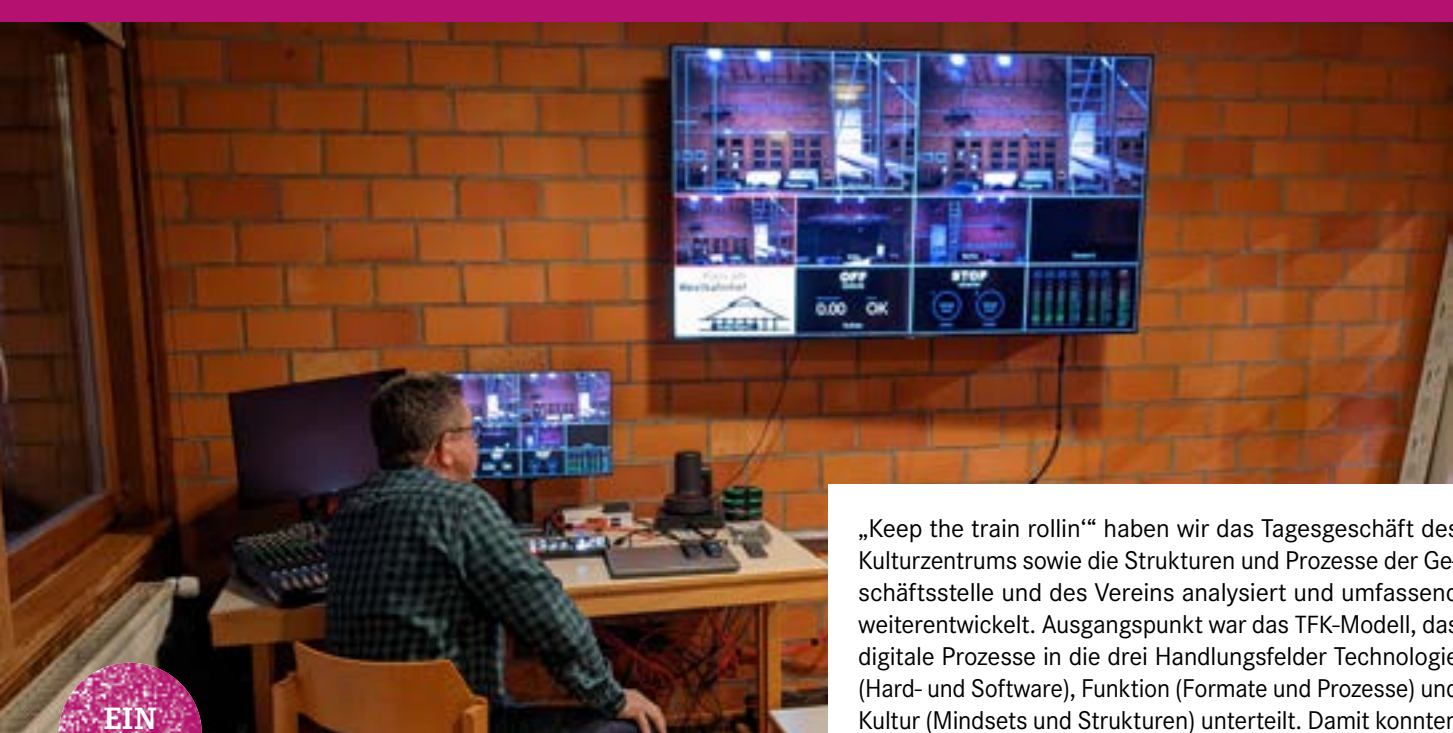 OFF
STOP
0.00 OK
EIN
„Keep the train rollin‘“ haben wir das Tagesgeschäft des
Kulturzentrums sowie die Strukturen und Prozesse der Ge-
schäftsstelle und des Vereins analysiert und umfassend
weiterentwickelt. Ausgangspunkt war das TFK-Modell, das
digitale Prozesse in die drei Handlungsfelder Technologie
(Hard- und Software), Funktion (Formate und Prozesse) und
Kultur (Mindsets und Strukturen) unterteilt. Damit konnten